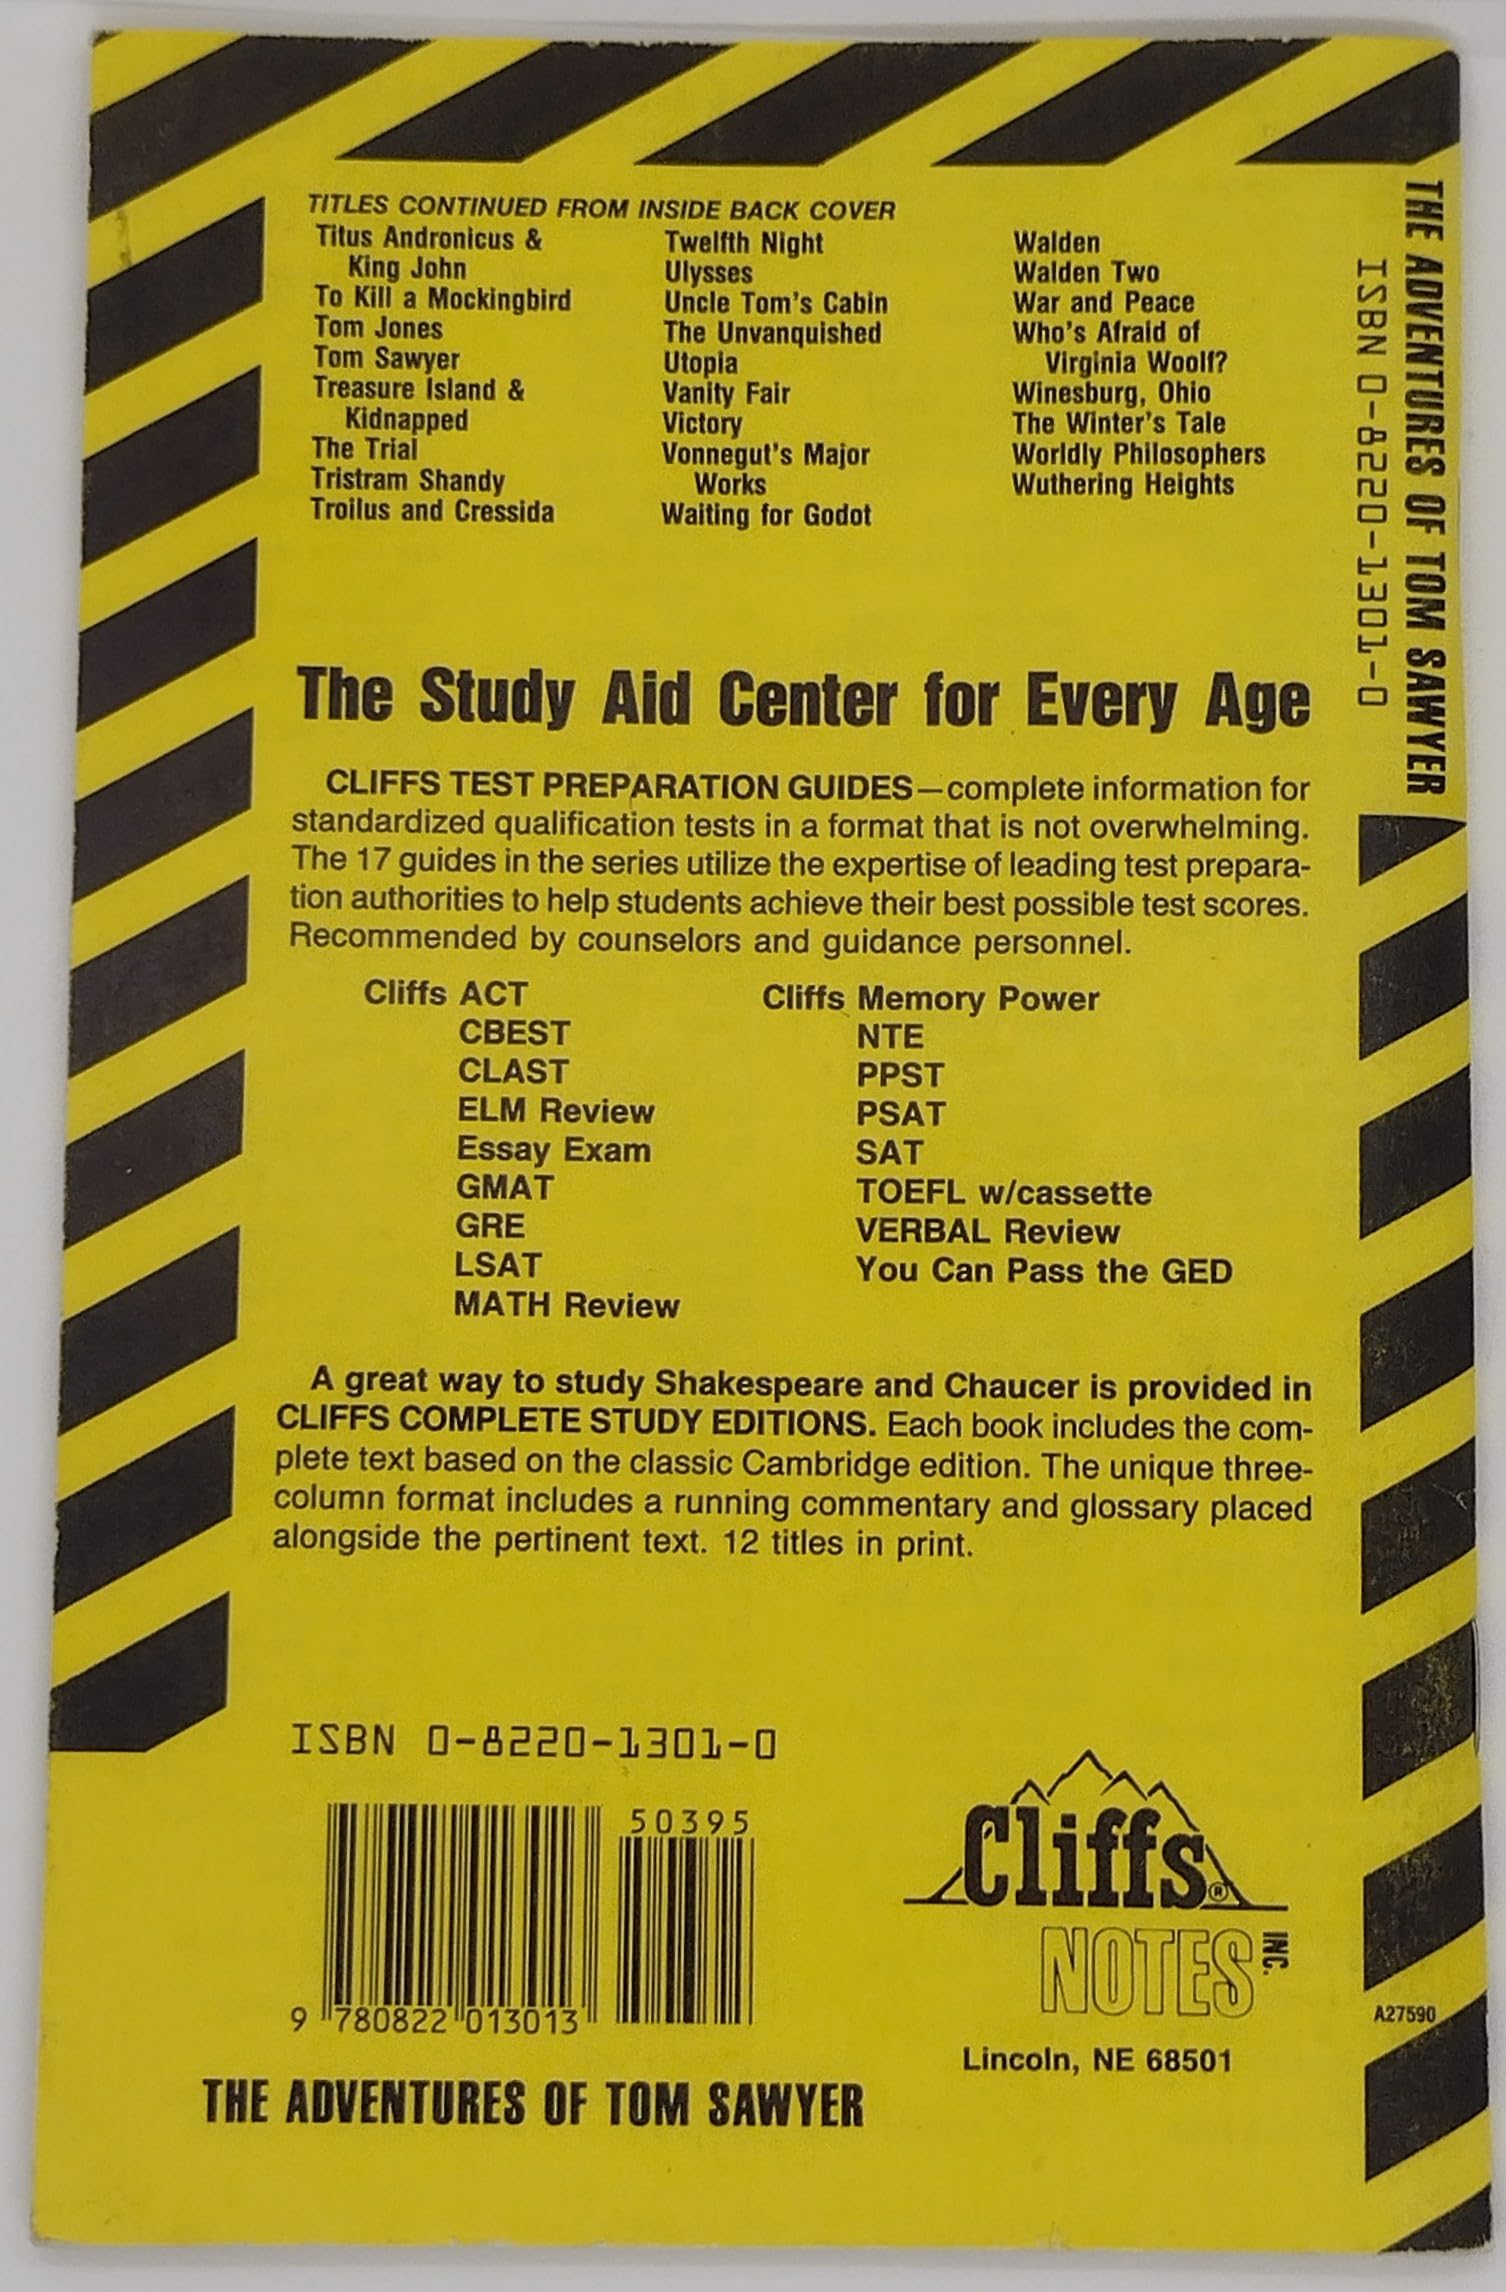 TITLES CONTINUED FROM INSIDE BACK COVER
Titus Andronicus &
King John
To Kill a Mockingbird
Tom Jones
Tom Sawyer
Treasure Island &
Kidnapped
The Trial
Tristram Shandy
Troilus and Cressida
Twelfth Night
Ulysses
Uncle Tom's Cabin
The Unvanquished
Utopia
Vanity Fair
Victory
Vonnegut's Major
Works
Waiting for Godot
Walden
Walden Two
War and Peace
Who's Afraid of
Virginia Woolf?
Winesburg, Ohio
The Winter's Tale
Worldly Philosophers
Wuthering Heights
The Study Aid Center for Every Age
CLIFFS TEST PREPARATION GUIDES—complete information for
standardized qualification tests in a format that is not overwhelming.
The 17 guides in the series utilize the expertise of leading test prepara-
tion authorities to help students achieve their best possible test scores.
Recommended by counselors and guidance personnel.
Cliffs ACT
CBEST
CLAST
ELM Review
Essay Exam
GMAT
GRE
LSAT
MATH Review
Cliffs Memory Power
NTE
PPST
PSAT
SAT
TOEFL w/cassette
VERBAL Review
You Can Pass the GED
A great way to study Shakespeare and Chaucer is provided in
CLIFFS COMPLETE STUDY EDITIONS. Each book includes the com-
plete text based on the classic Cambridge edition. The unique three-
column format includes a running commentary and glossary placed
alongside the pertinent text. 12 titles in print.
ISBN 0-8220-1301-0
50395
9 780822 013013
THE ADVENTURES OF TOM SAWYER
Cliffs®
NOTES INC.
Lincoln, NE 68501
THE ADVENTURES OF TOM SAWYER
ISBN 0-8220-1301-0
A27590